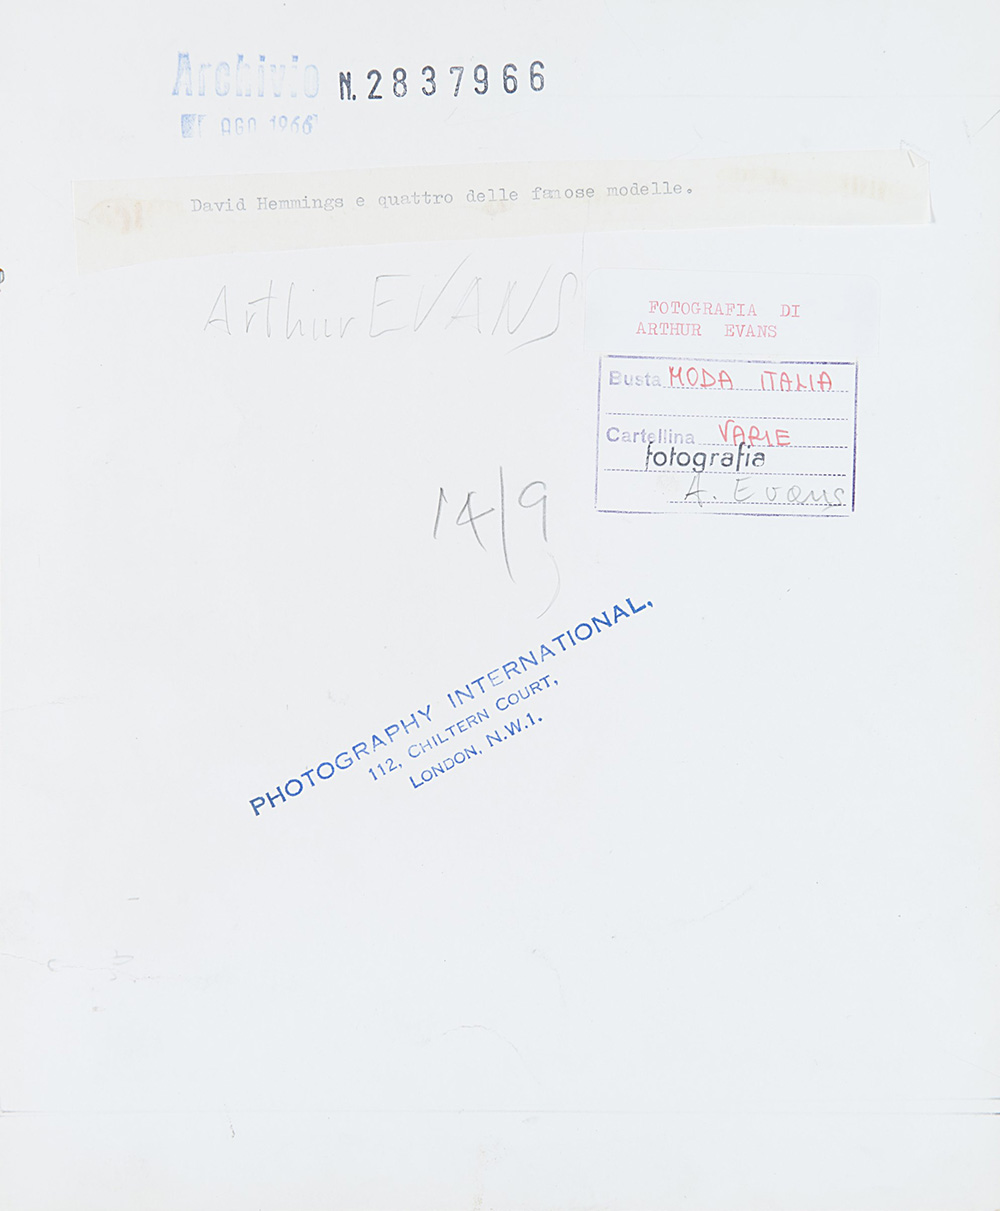 Archivio N. 2837966
AGO 1966
David Hemmings e quattro delle famose modelle.
Arthur EVANS
FOTOGRAFIA DI
ARTHUR EVANS
Busta MODA ITALIA
Cartellina VARIE
fotografia
A. Evans
14/9
PHOTOGRAPHY INTERNATIONAL,
112, CHILTERN COURT,
LONDON, N.W.1.